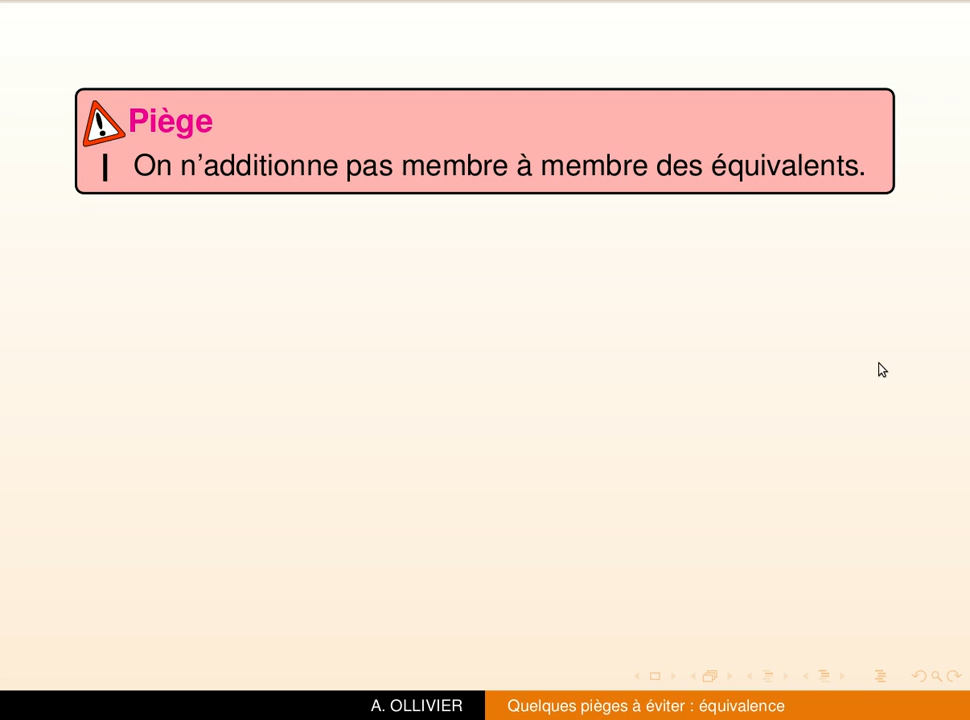 Piège
On n'additionne pas membre à membre des équivalents.
A. OLLIVIER
Quelques pièges à éviter : équivalence